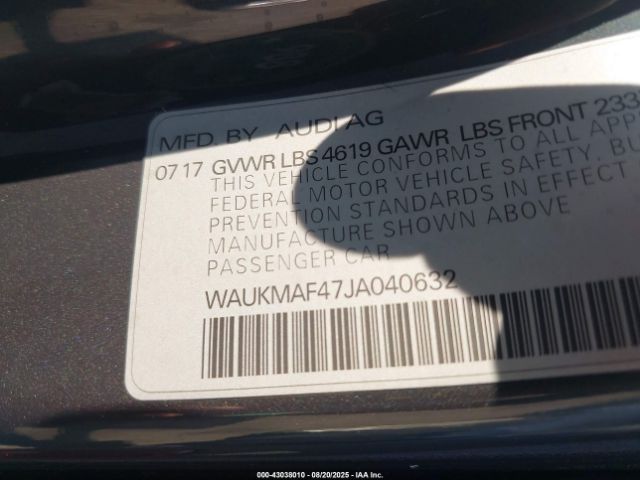 MFD. BY AUDI AG
07 17 GVWR LBS 4619 GAWR LBS FRONT 233
THIS VEHICLE CONFORMS TO ALL APP
FEDERAL MOTOR VEHICLE SAFETY, BU
PREVENTION STANDARDS IN EFFECT
MANUFACTURE SHOWN ABOVE
PASSENGER CAR
WAUKMAF47JA040632
000-43038010 - 08/20/2025 - IAAI.COM